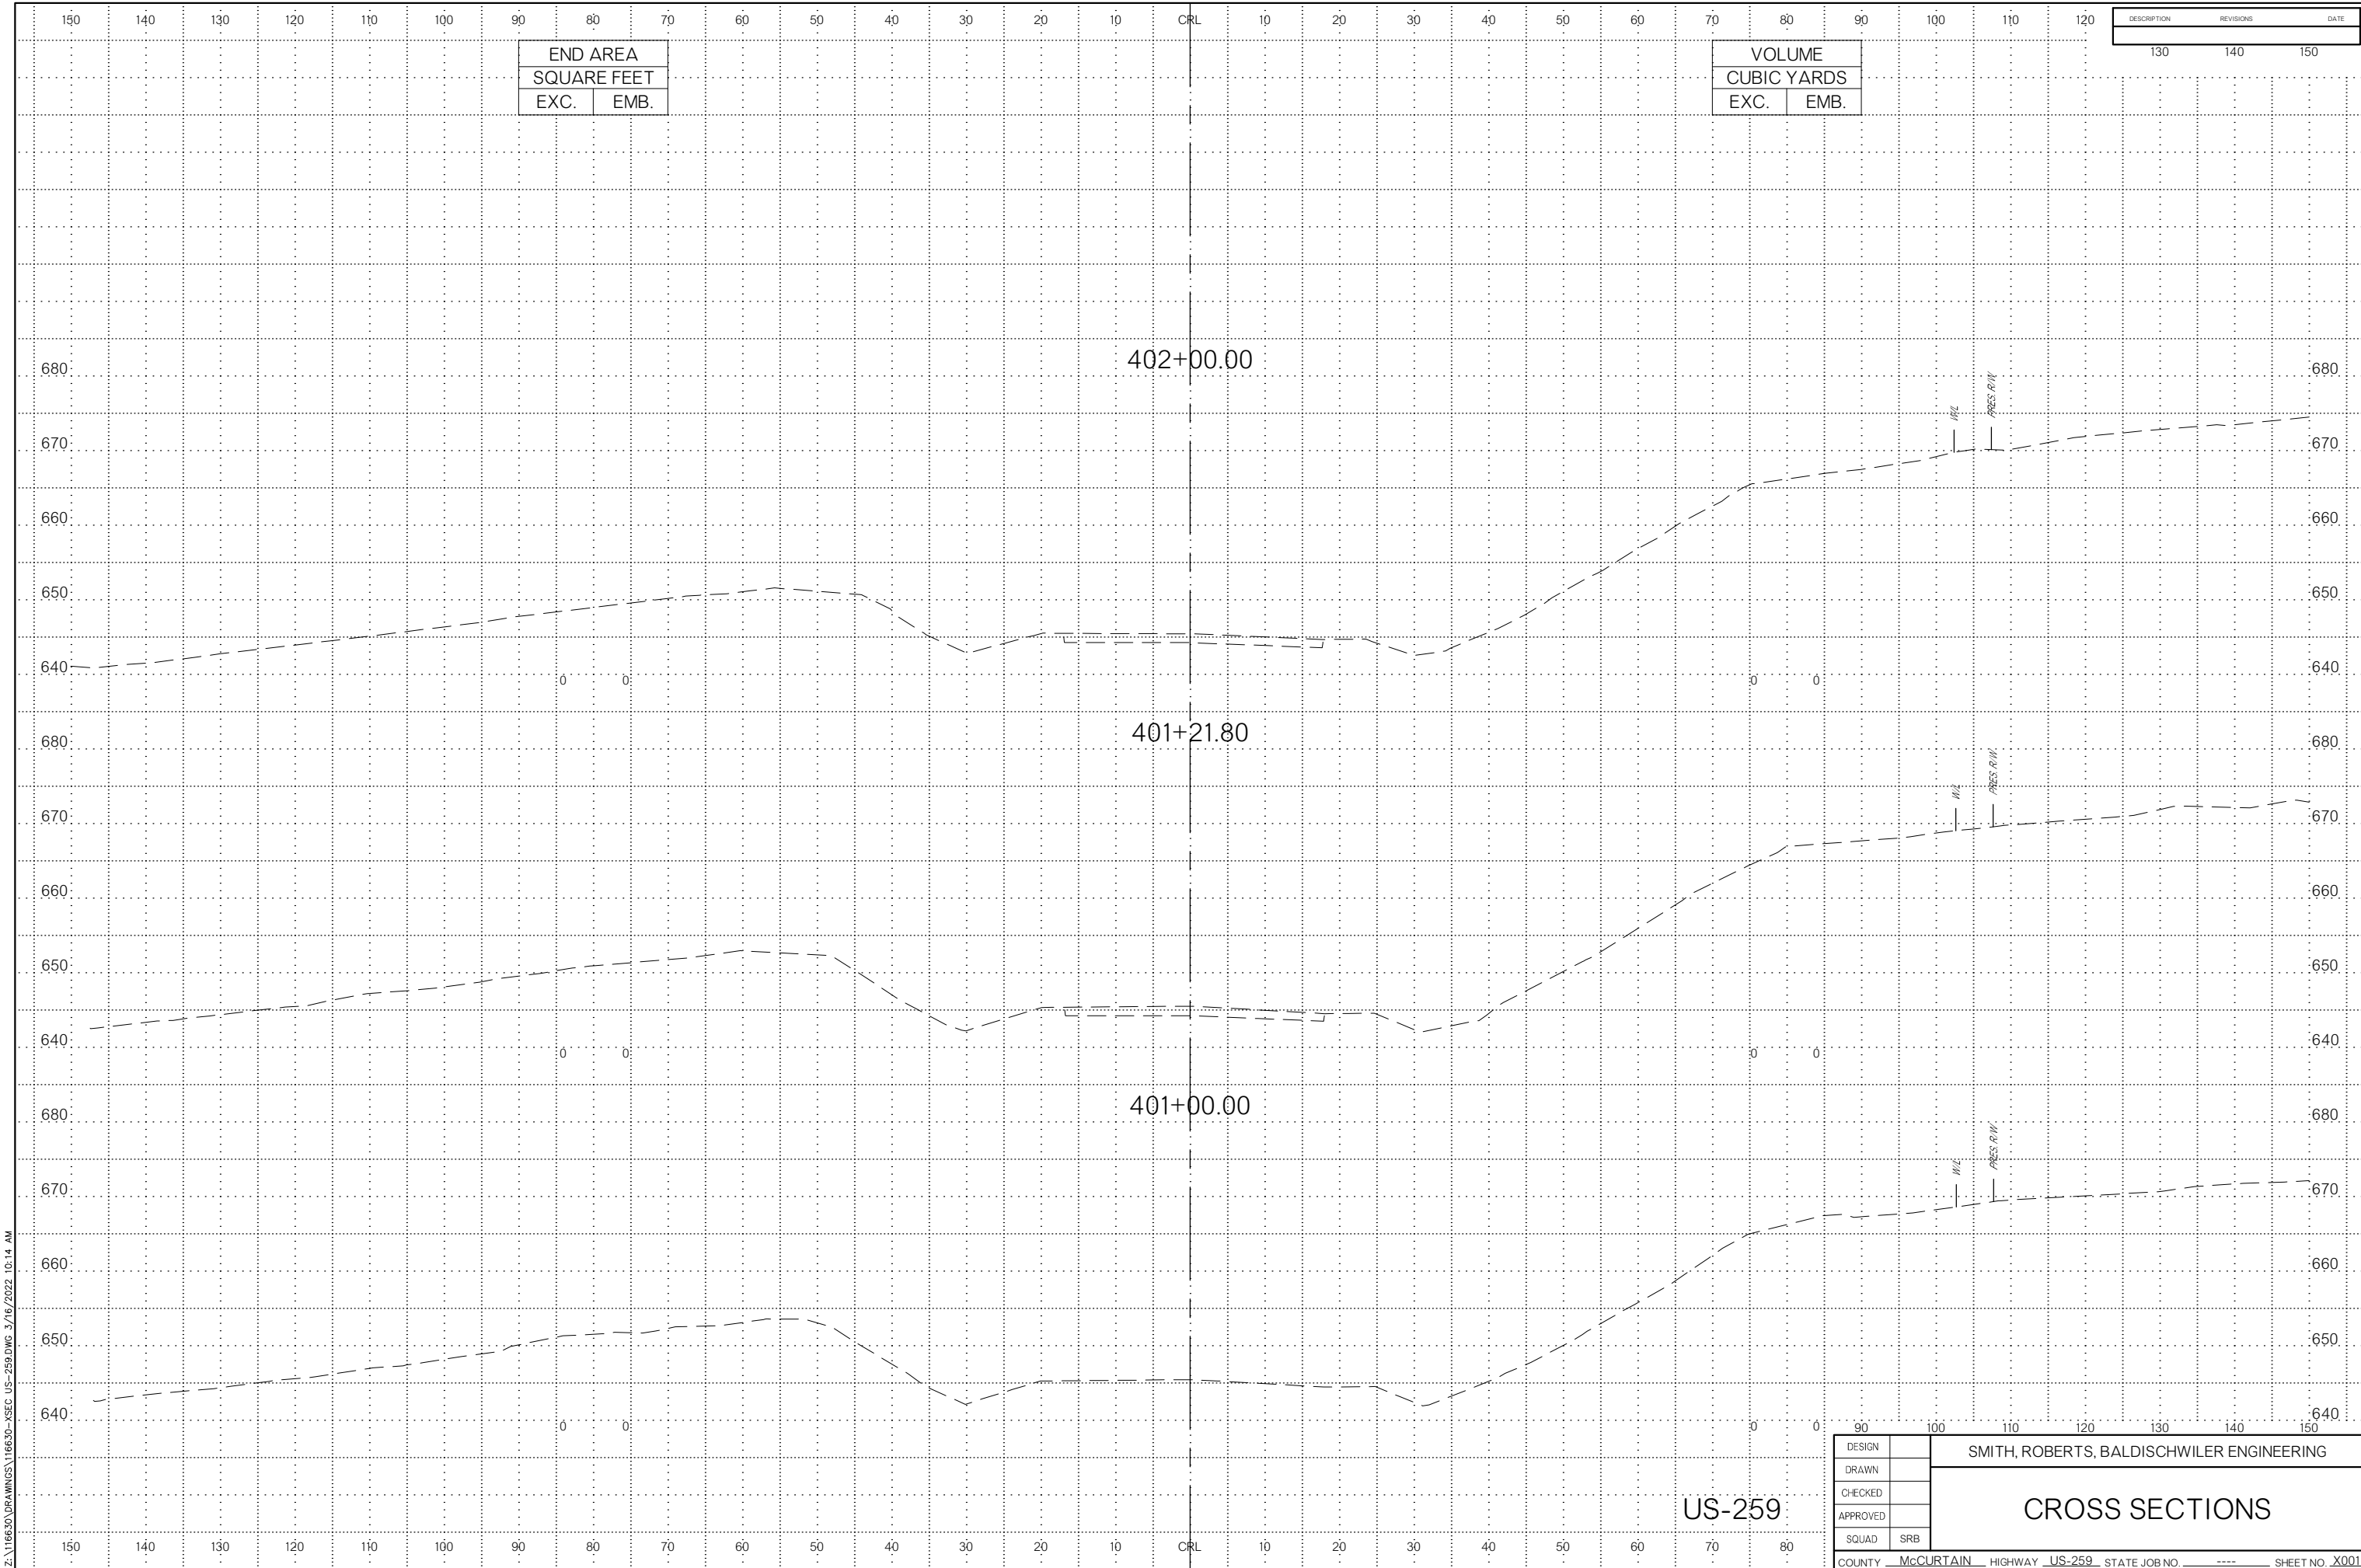 150 140 130 120 110 100 90 80 70 60 50 40 30 20 10 CRL 10 20 30 40 50 60 70 80 90 100 110 120
DESCRIPTION REVISIONS DATE
130 140 150
END AREA
SQUARE FEET
EXC. EMB.
VOLUME
CUBIC YARDS
EXC. EMB.
402+00.00
680 680
W/L PRES. R/W
670 670
660 660
650 650
640 640
0 0 0 0
401+21.80
680 680
W/L PRES. R/W
670 670
660 660
650 650
640 640
0 0 0 0
401+00.00
680 680
W/L PRES. R/W
670 670
660 660
650 650
640 640
0 0 0 0
90 100 110 120 130 140 150
US-259
DESIGN
DRAWN
CHECKED
APPROVED
SQUAD SRB
SMITH, ROBERTS, BALDISCHWILER ENGINEERING
CROSS SECTIONS
COUNTY McCURTAIN HIGHWAY US-259 STATE JOB NO. ---- SHEET NO. X001
150 140 130 120 110 100 90 80 70 60 50 40 30 20 10 CRL 10 20 30 40 50 60 70 80
Z:\116630\DRAWINGS\116630-XSEC US-259.DWG 3/16/2022 10:14 AM